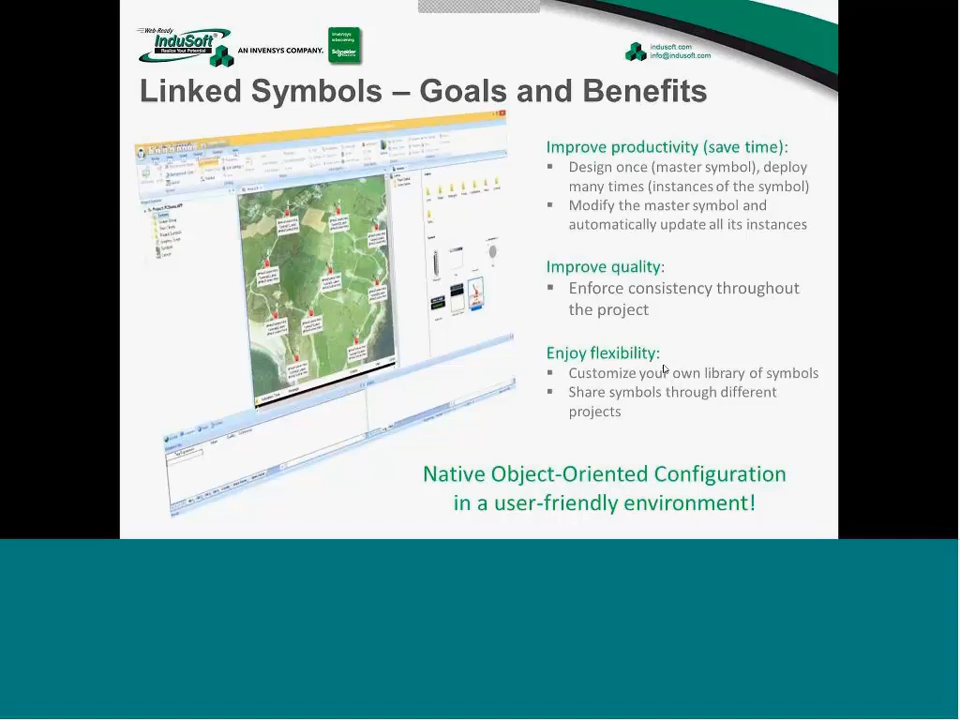 Web-Ready
InduSoft®
Realize Your Potential
AN INVENSYS COMPANY.
invensys
Schneider
indusoft.com
info@indusoft.com
Linked Symbols – Goals and Benefits
Improve productivity (save time):
Design once (master symbol), deploy
many times (instances of the symbol)
Modify the master symbol and
automatically update all its instances
Improve quality:
Enforce consistency throughout
the project
Enjoy flexibility:
Customize your own library of symbols
Share symbols through different
projects
Native Object-Oriented Configuration
in a user-friendly environment!